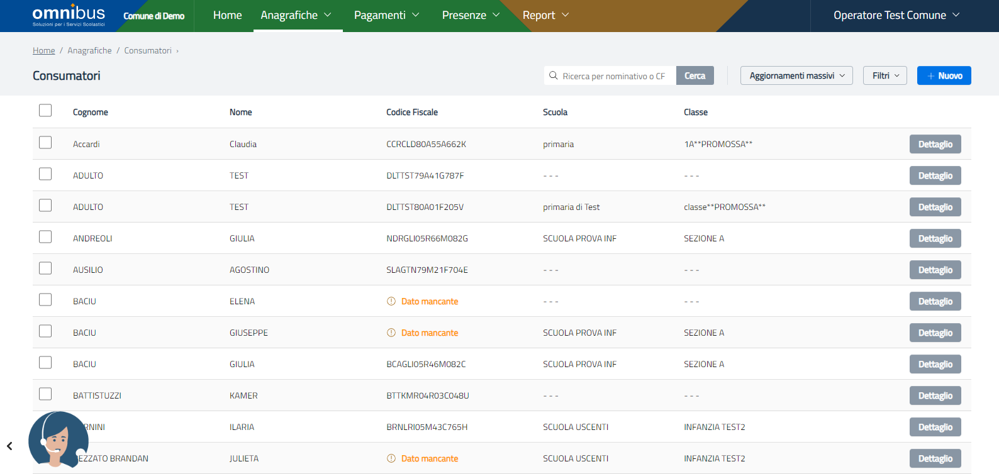 omnibus
Soluzioni per i Servizi Scolastici
Comune di Demo
Home
Anagrafiche
Pagamenti
Presenze
Report
Operatore Test Comune
Home / Anagrafiche / Consumatori ›
Consumatori
Ricerca per nominativo o CF
Cerca
Aggiornamenti massivi
Filtri
+ Nuovo
Cognome Nome Codice Fiscale Scuola Classe
Accardi Claudia CCRCLD80A55A662K primaria 1A**PROMOSSA** Dettaglio
ADULTO TEST DLTTST79A41G787F - - - - - - Dettaglio
ADULTO TEST DLTTST80A01F205V primaria di Test classe**PROMOSSA** Dettaglio
ANDREOLI GIULIA NDRGLI05R66M082G SCUOLA PROVA INF SEZIONE A Dettaglio
AUSILIO AGOSTINO SLAGTN79M21F704E - - - - - - Dettaglio
BACIU ELENA Dato mancante - - - - - - Dettaglio
BACIU GIUSEPPE Dato mancante SCUOLA PROVA INF SEZIONE A Dettaglio
BACIU GIULIA BCAGLI05R46M082C SCUOLA PROVA INF SEZIONE A Dettaglio
BATTISTUZZI KAMER BTTKMR04R03C048U - - - - - - Dettaglio
RNINI ILARIA BRNLRI05M43C765H SCUOLA USCENTI INFANZIA TEST2 Dettaglio
EZZATO BRANDAN JULIETA Dato mancante SCUOLA USCENTI INFANZIA TEST2 Dettaglio